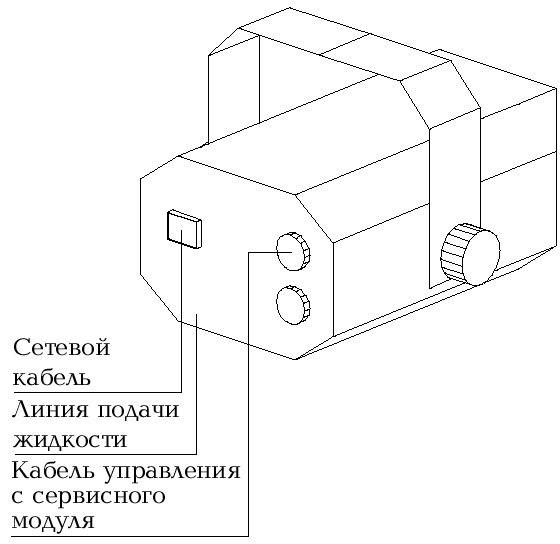 Сетевой
кабель
Линия подачи
жидкости
Кабель управления
с сервисного
модуля